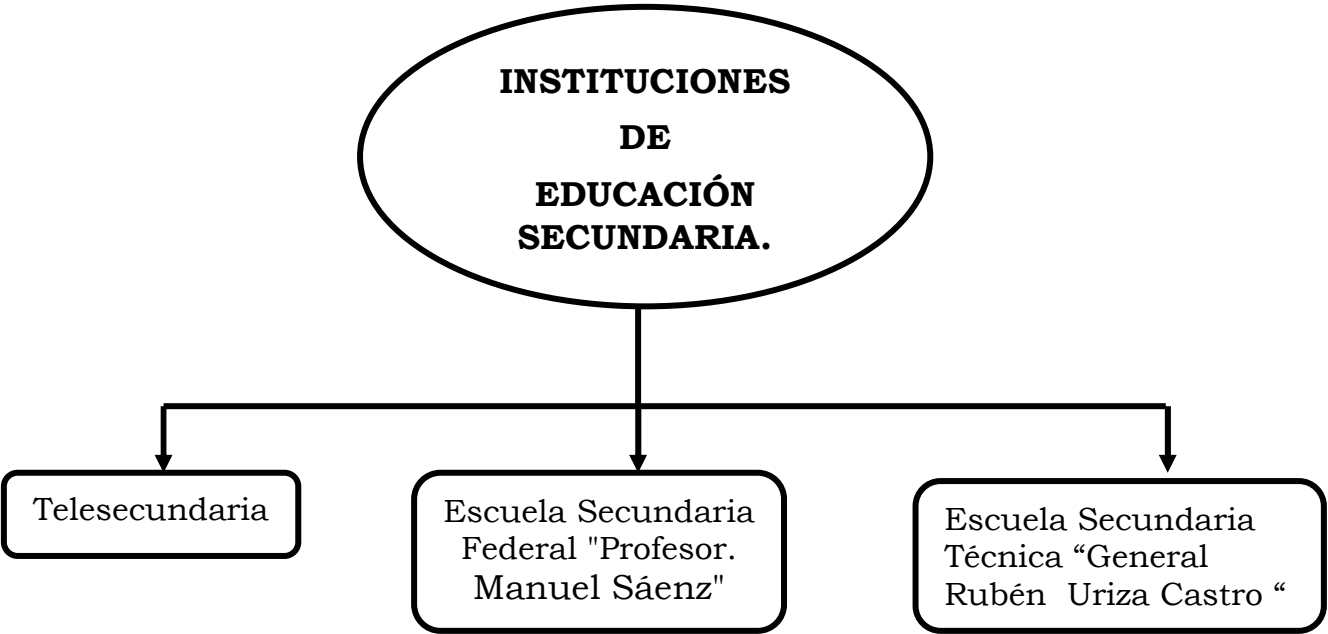 INSTITUCIONES
DE
EDUCACIÓN
SECUNDARIA.
Telesecundaria
Escuela Secundaria
Federal "Profesor.
Manuel Sáenz"
Escuela Secundaria
Técnica “General
Rubén  Uriza Castro “